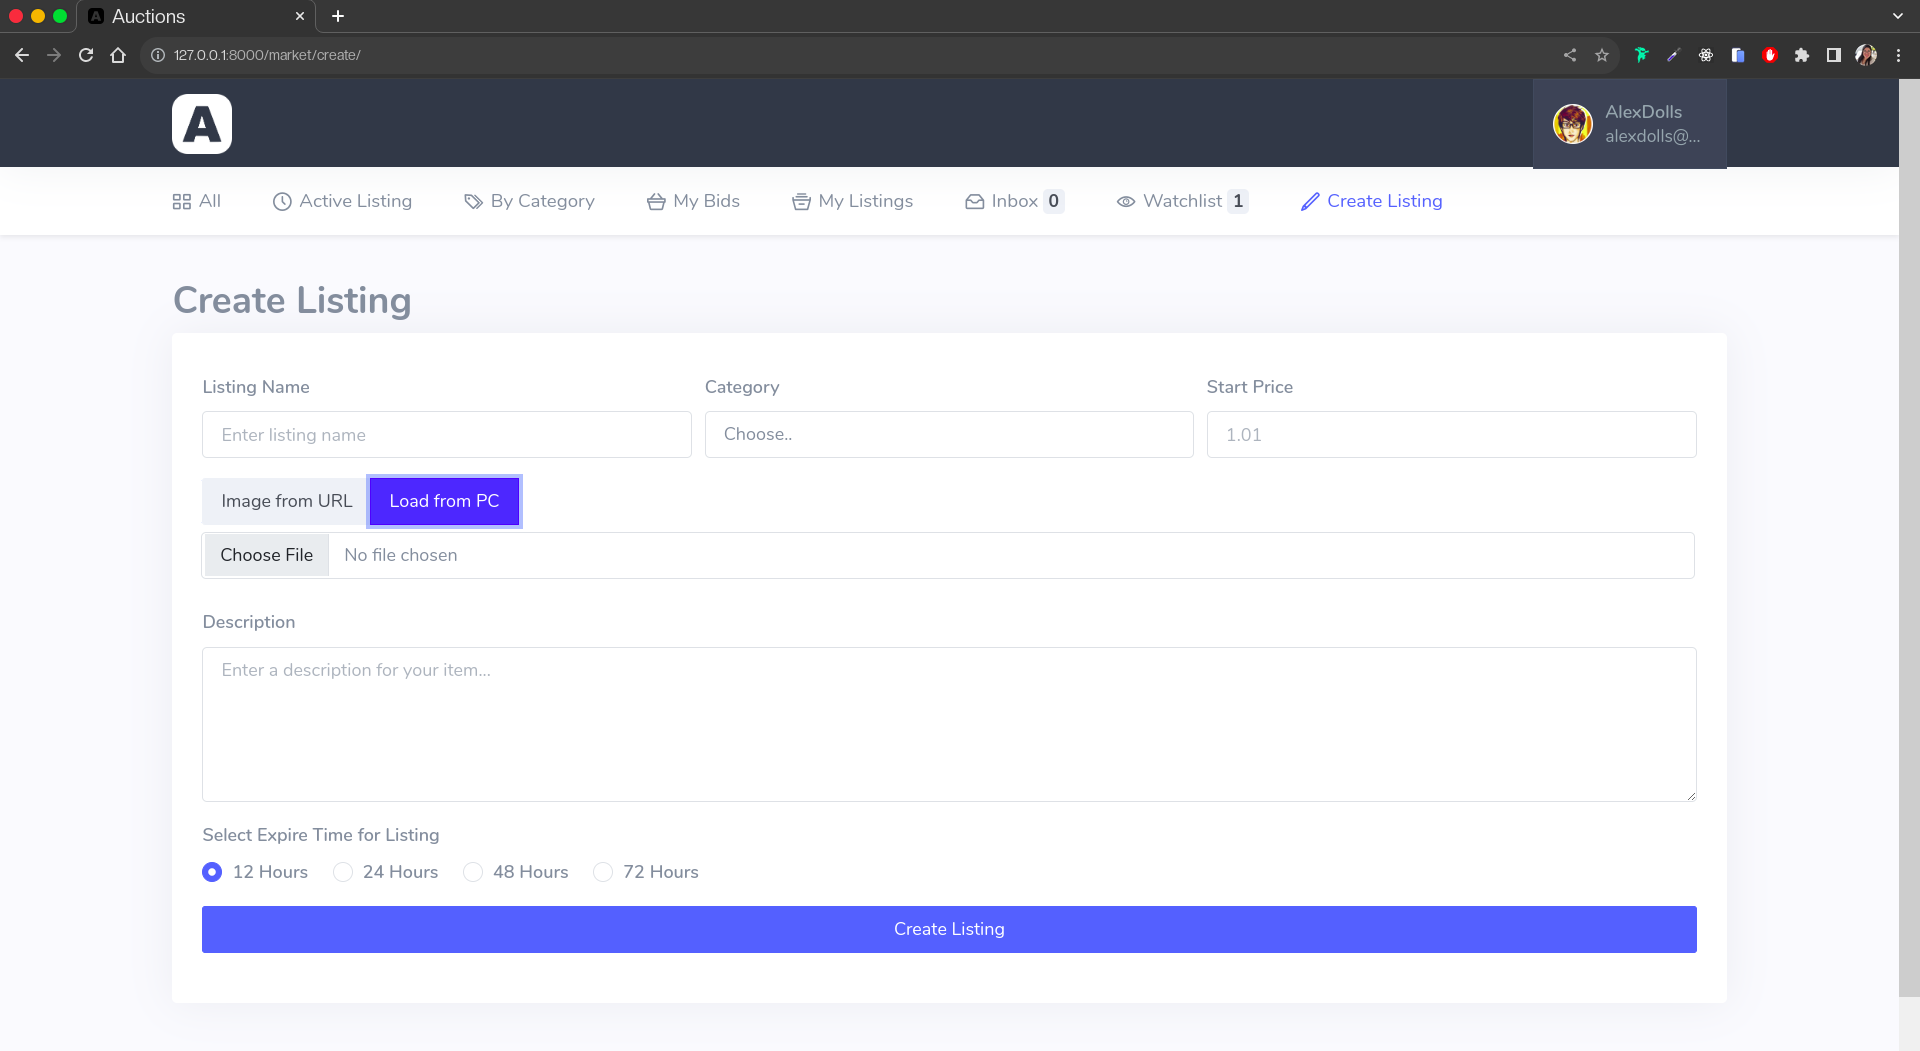 A Auctions
127.0.0.1:8000/market/create/
A
AlexDolls
alexdolls@...
All Active Listing By Category My Bids My Listings Inbox 0 Watchlist 1 Create Listing
Create Listing
Listing Name Category Start Price
Enter listing name Choose.. 1.01
Image from URL Load from PC
Choose File No file chosen
Description
Enter a description for your item...
Select Expire Time for Listing
12 Hours 24 Hours 48 Hours 72 Hours
Create Listing